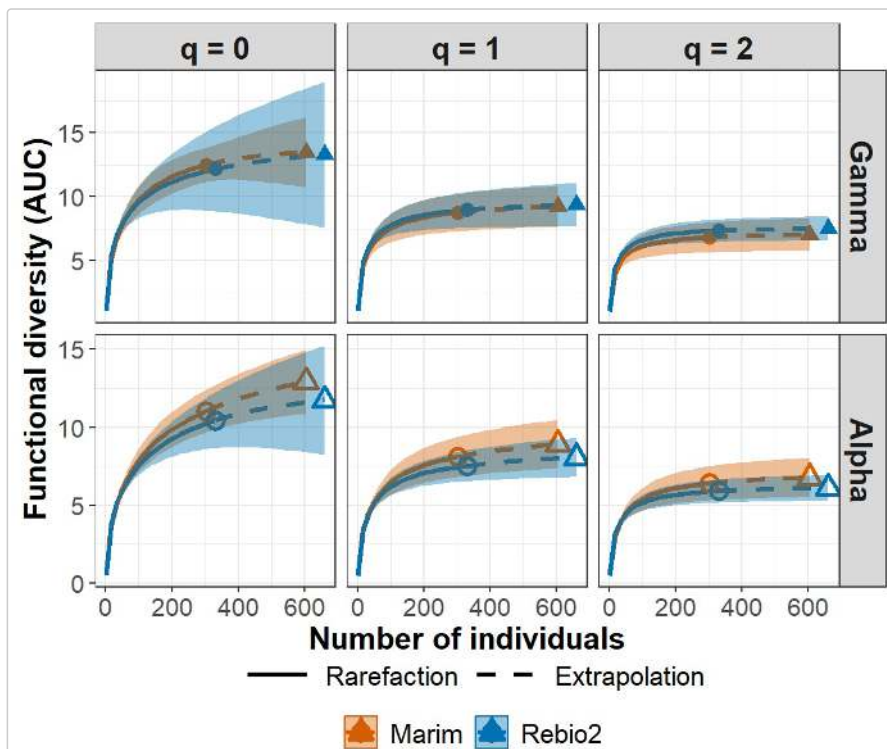 q = 0
q = 1
q = 2
Functional diversity (AUC)
15
10
5
Gamma
15
10
5
0
Alpha
0 200 400 600
0 200 400 600
0 200 400 600
Number of individuals
Rarefaction
Extrapolation
Marim
Rebio2